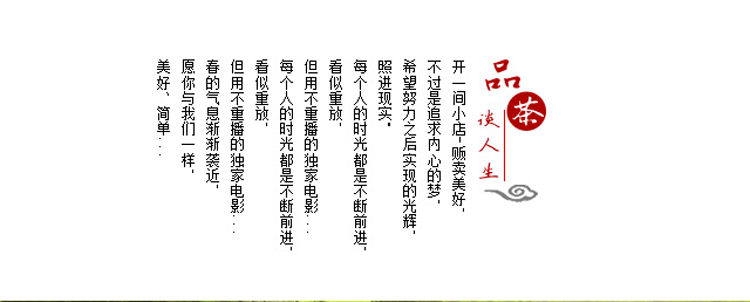 品茶
谈人生
开一间小店-贩卖美好，
不过是追求内心的梦，
希望努力之后实现的光辉，
照进现实。
每个人的时光都是不断前进，
看似重放，
但用不重播的独家电影...
每个人的时光都是不断前进，
看似重放，
但用不重播的独家电影...
春的气息渐渐袭近，
愿你与我们一样，
美好、简单...